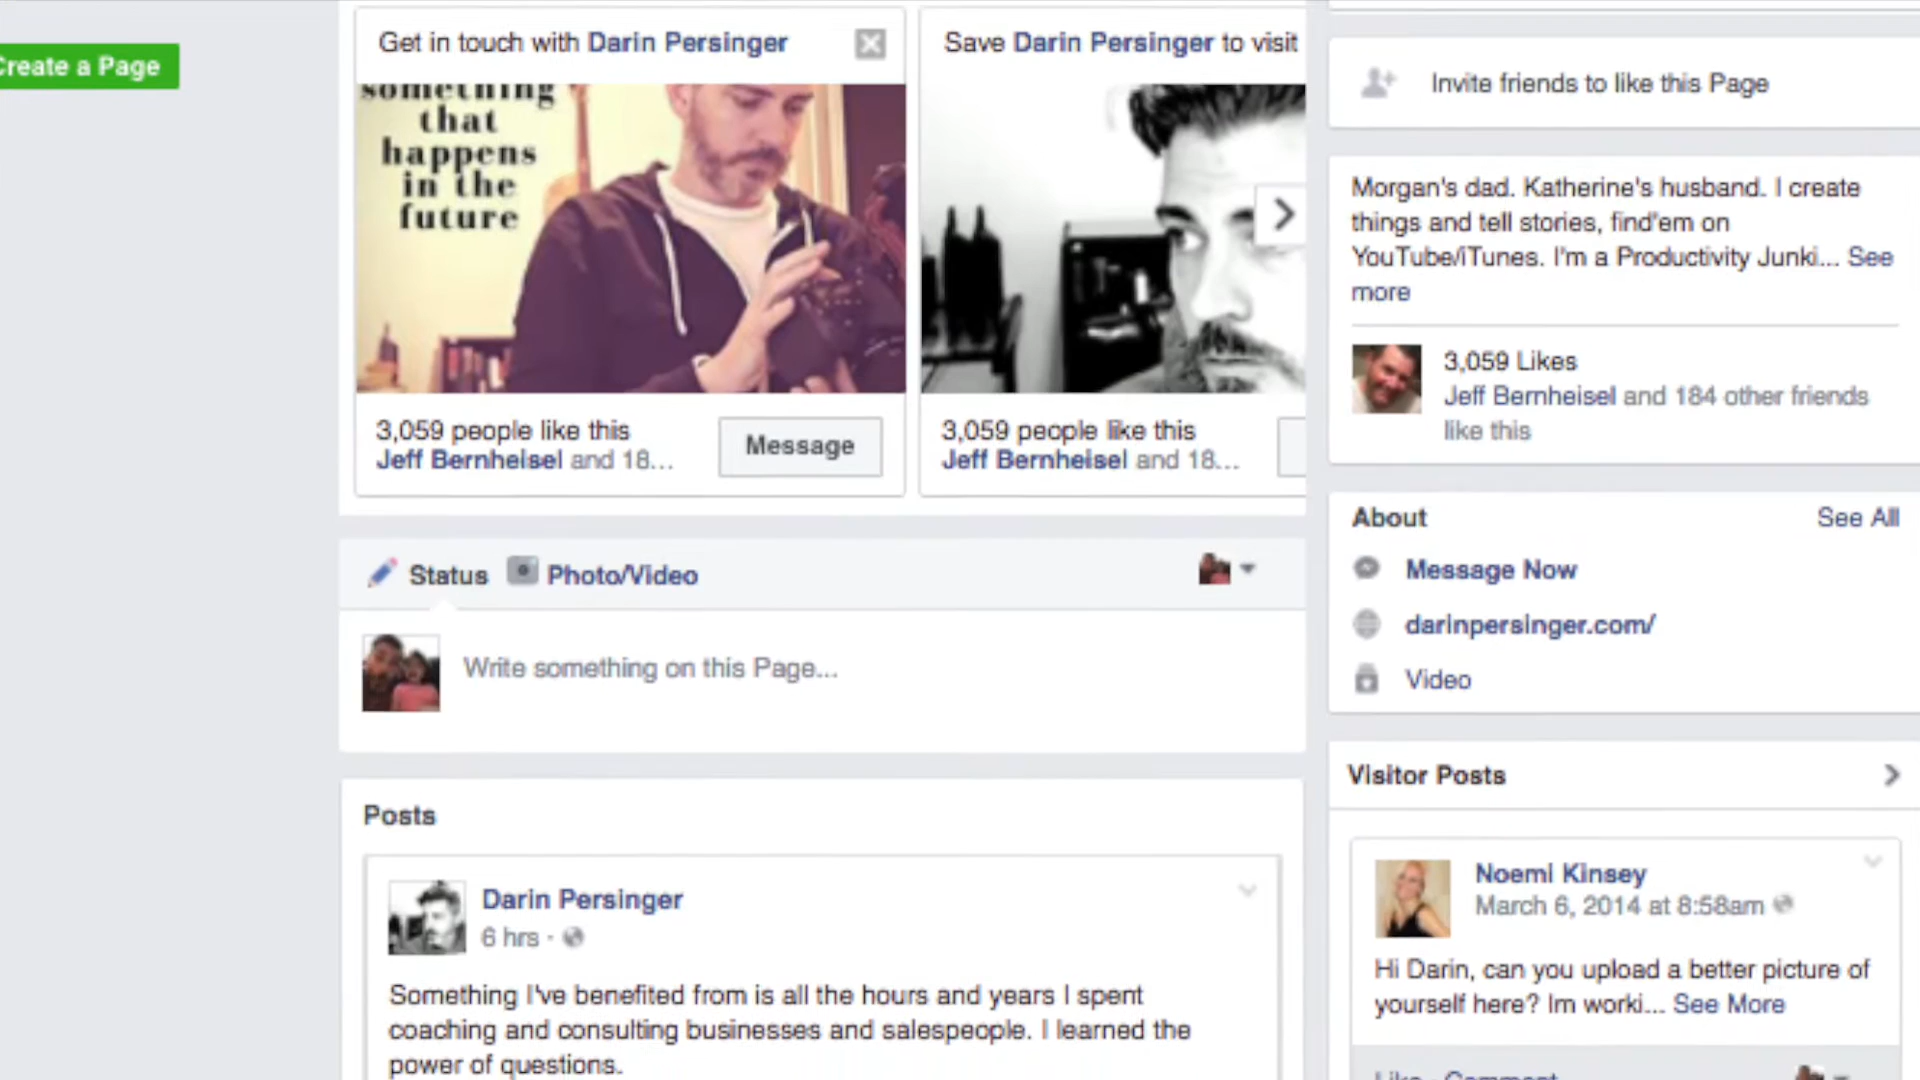 Create a Page
Get in touch with Darin Persinger
something
that
happens
in the
future
3,059 people like this
Jeff Bernheisel and 18...
Message
Save Darin Persinger to visit
3,059 people like this
Jeff Bernheisel and 18...
Status
Photo/Video
Write something on this Page...
Posts
Darin Persinger
6 hrs ·
Something I've benefited from is all the hours and years I spent
coaching and consulting businesses and salespeople. I learned the
power of questions.
Invite friends to like this Page
Morgan's dad. Katherine's husband. I create
things and tell stories, find'em on
YouTube/iTunes. I'm a Productivity Junki... See
more
3,059 Likes
Jeff Bernheisel and 184 other friends
like this
About
See All
Message Now
darinpersinger.com/
Video
Visitor Posts
Noemi Kinsey
March 6, 2014 at 8:58am
Hi Darin, can you upload a better picture of
yourself here? Im worki... See More
Like · Comment